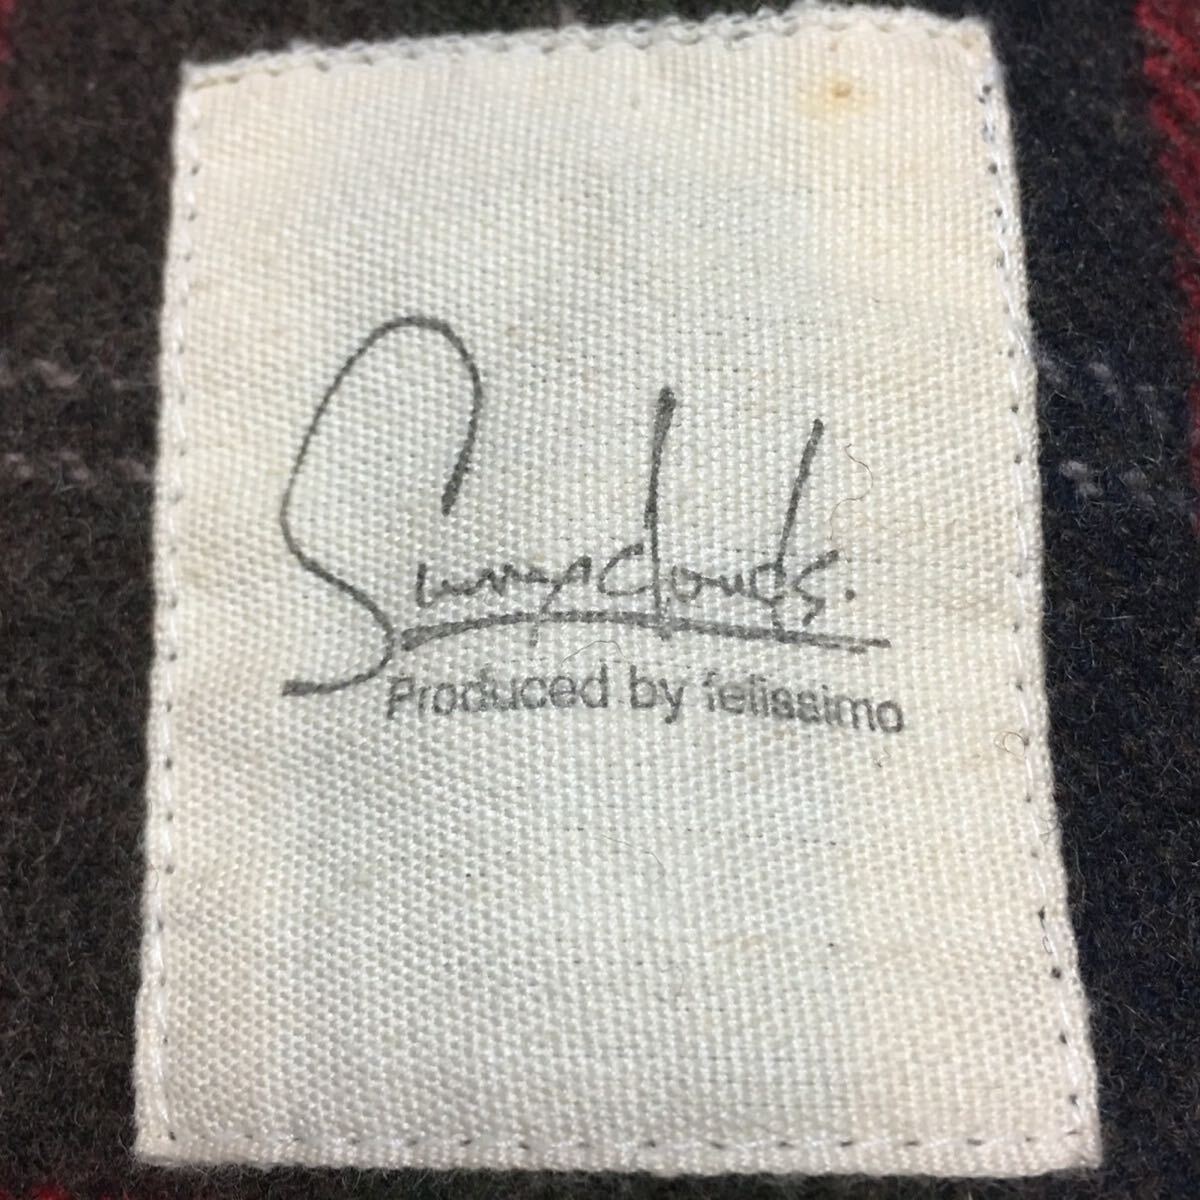 Sunnyclouds.
Produced by felissimo